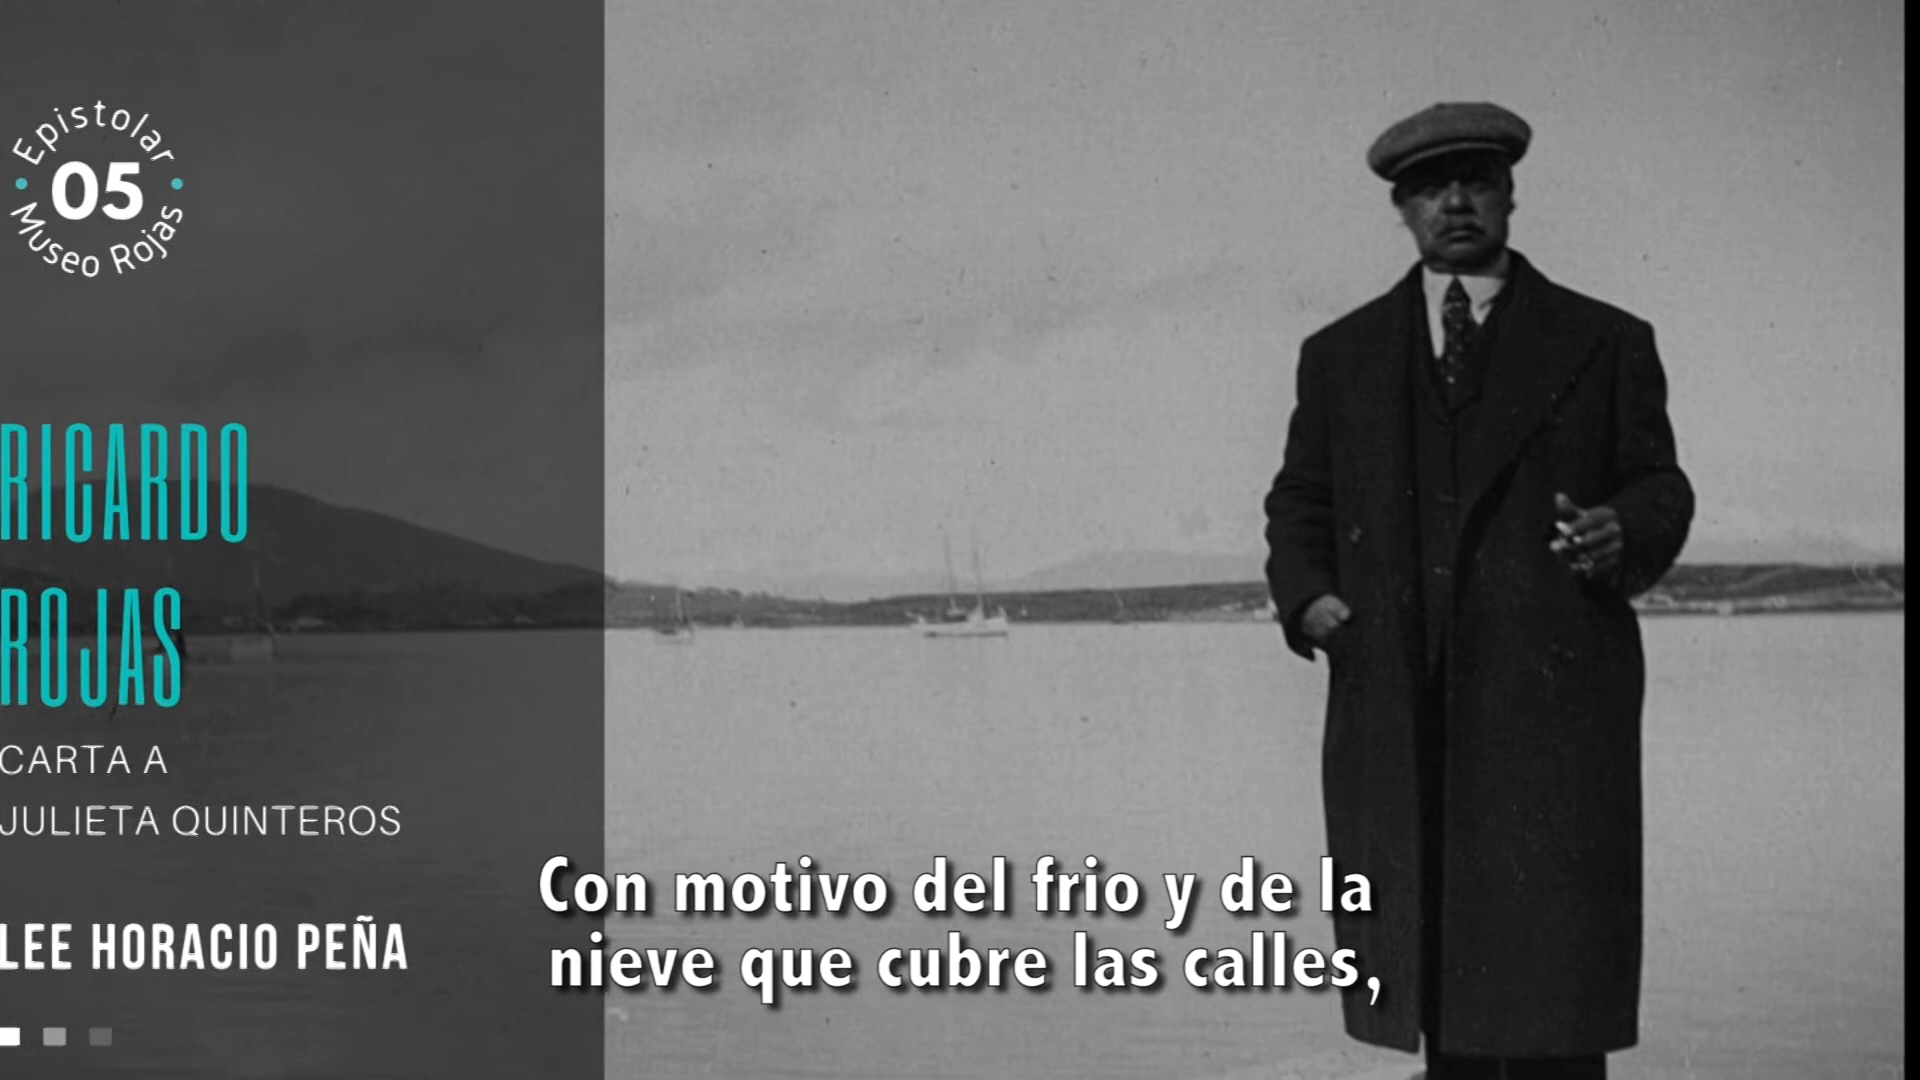 Epistolar
05
Museo Rojas
RICARDO
ROJAS
CARTA A
JULIETA QUINTEROS
LEE HORACIO PEÑA
Con motivo del frio y de la
nieve que cubre las calles,